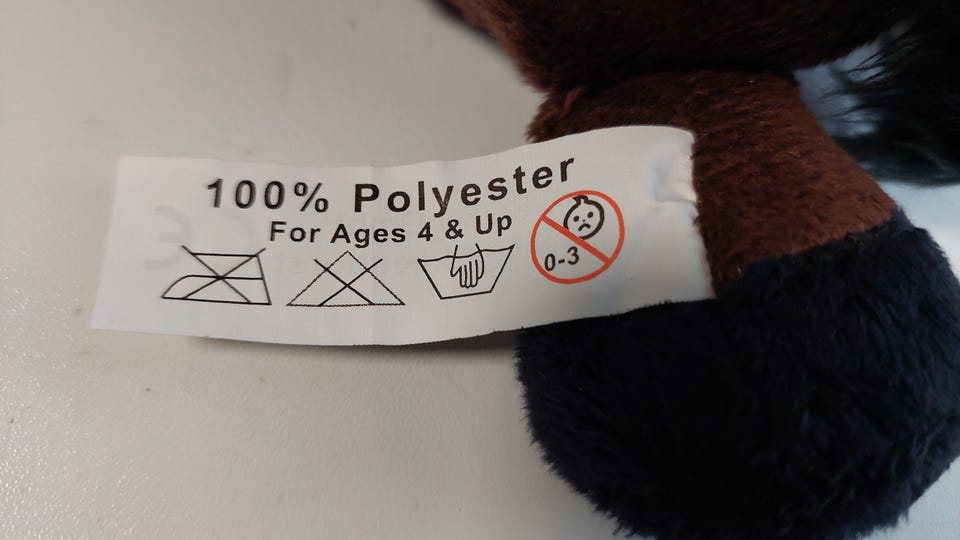 100% Polyester
For Ages 4 & Up
0-3